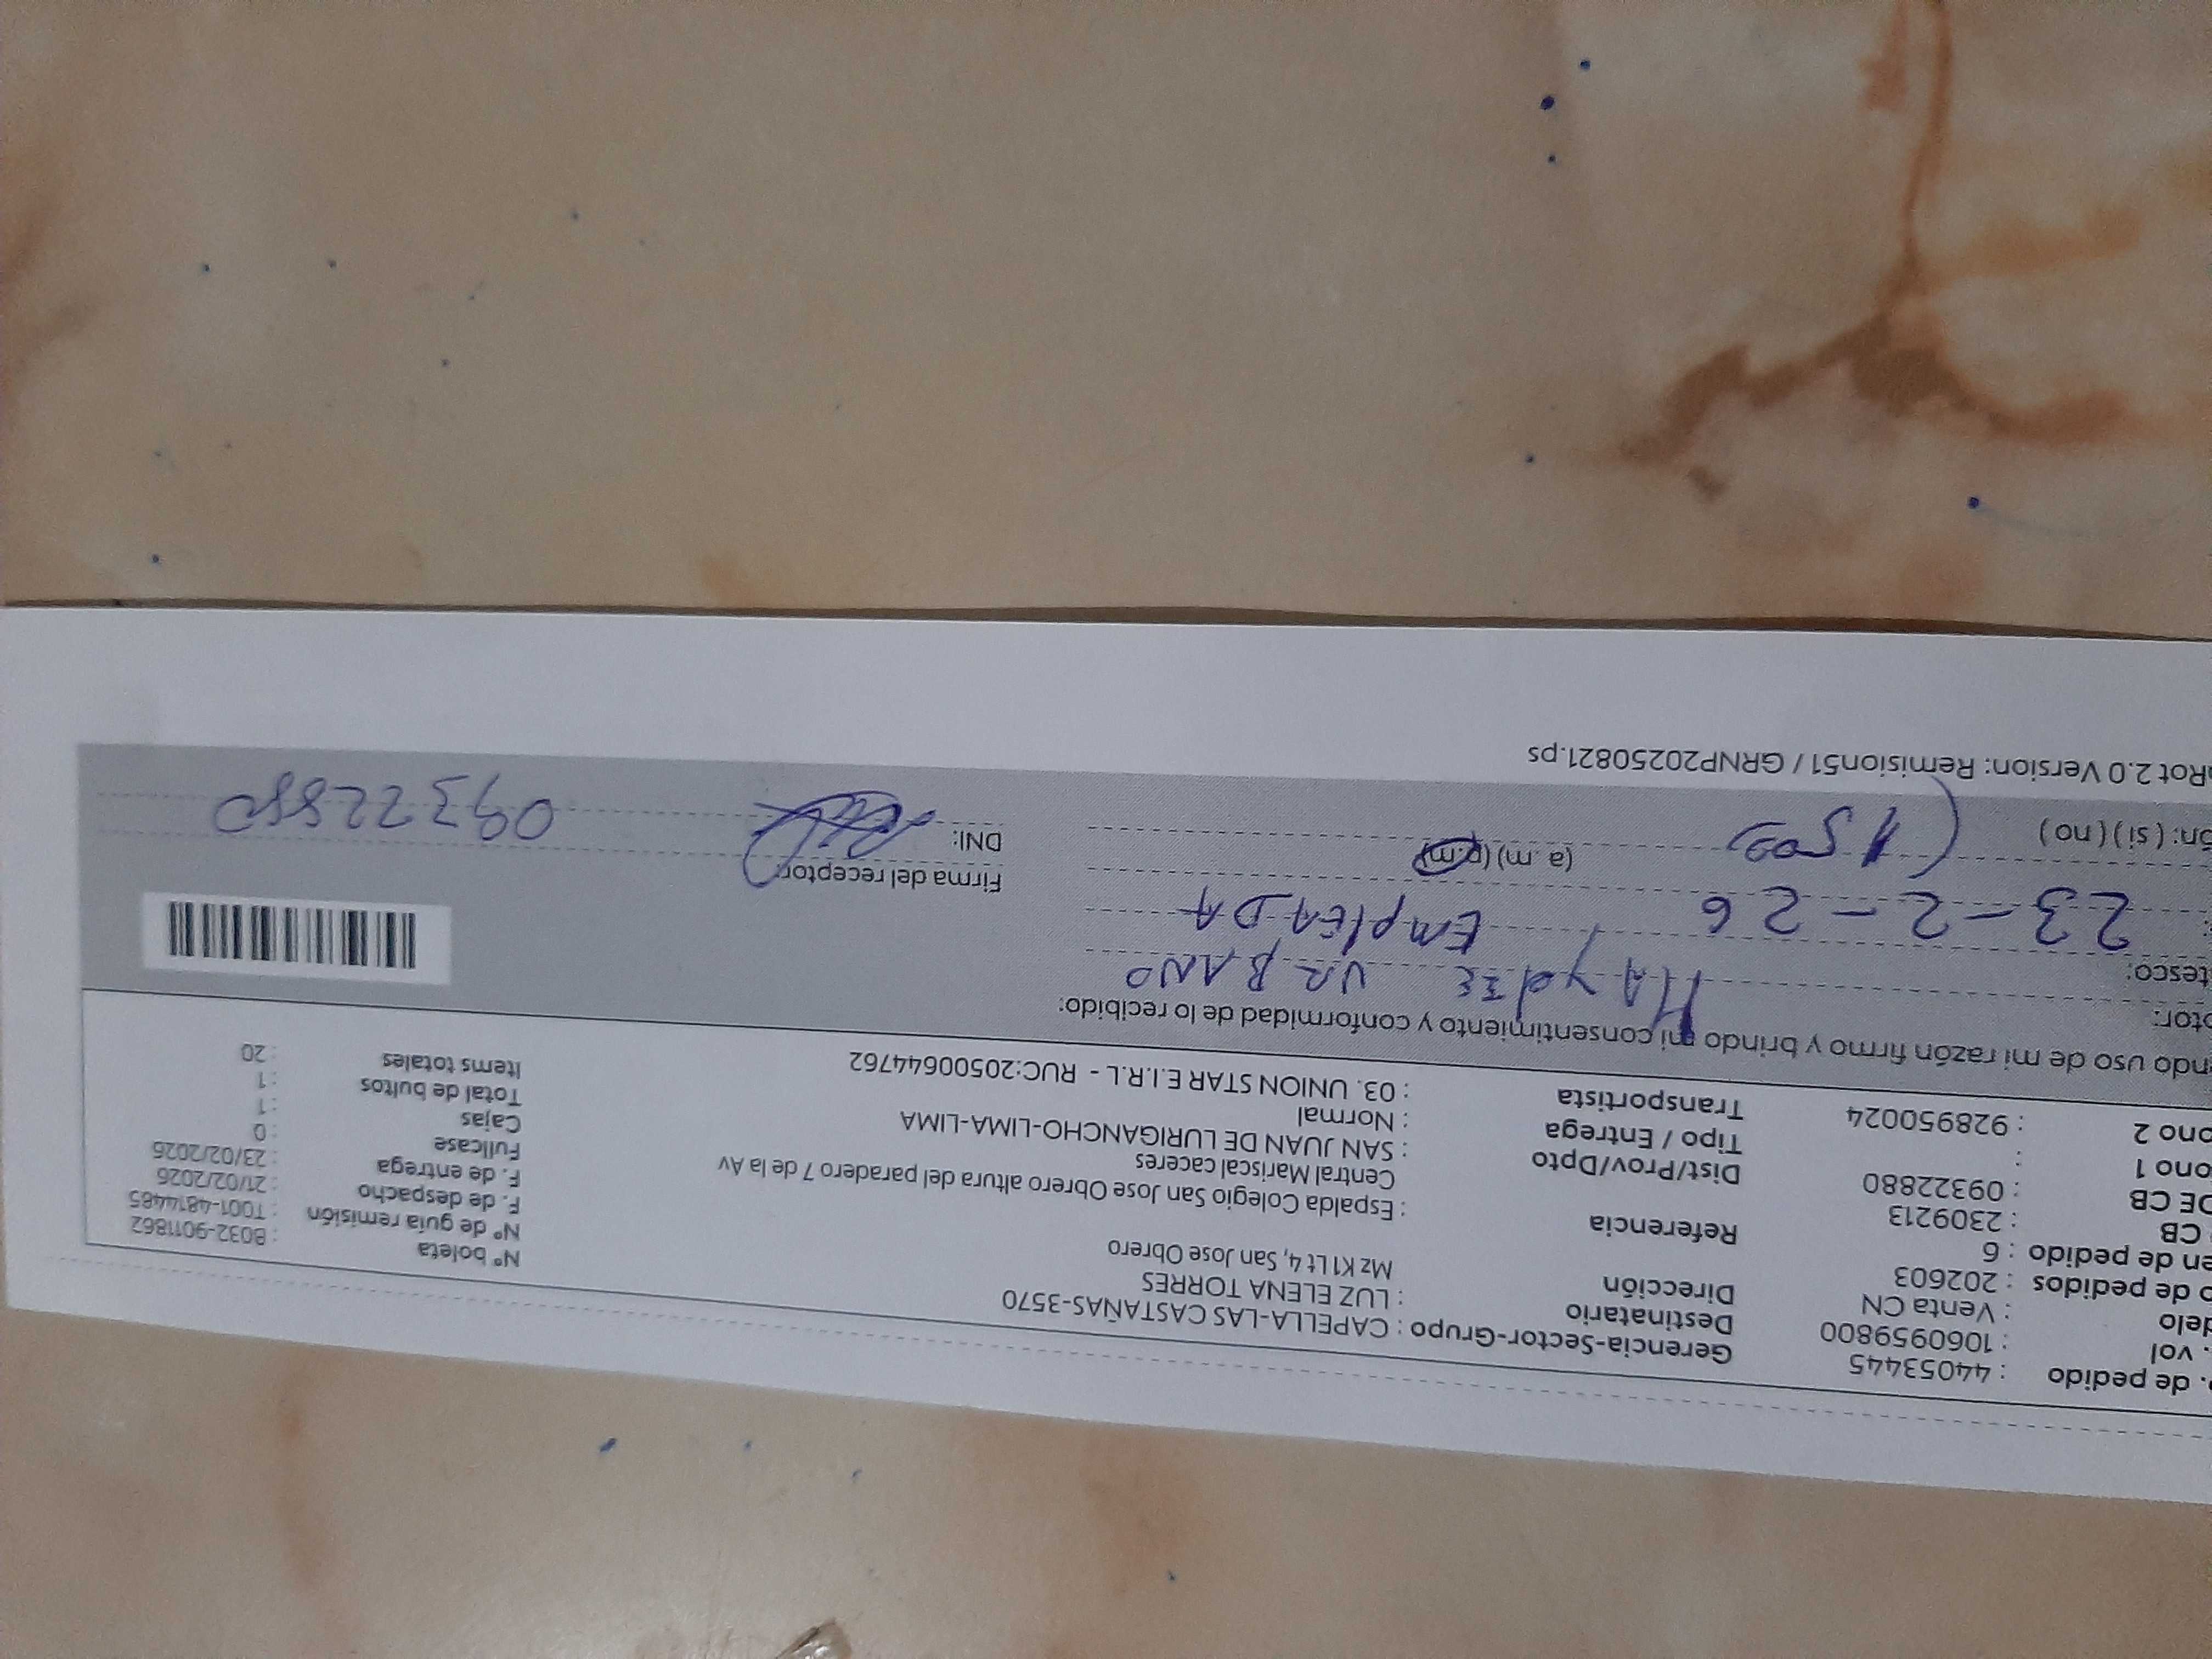 . de pedido : 44053445
. vol : 1060959800
delo : Venta CN
o de pedidos : 202603
en de pedido : 6
CB : 2309213
DE CB : 09322880
ono 1 :
ono 2 : 928950024
Gerencia-Sector-Grupo : CAPELLA-LAS CASTAÑAS-3570
Destinatario : LUZ ELENA TORRES
Dirección Mz K1 Lt 4, San Jose Obrero
Referencia : Espalda Colegio San Jose Obrero altura del paradero 7 de la Av
Central Mariscal caceres
Dist/Prov/Dpto : SAN JUAN DE LURIGANCHO-LIMA-LIMA
Tipo / Entrega : Normal
Transportista : 03. UNION STAR E.I.R.L - RUC:20500644762
Nº boleta : B032-9011862
Nº de guía remisión : T001-4814465
F. de despacho : 21/02/2026
F. de entrega : 23/02/2026
Fullcase : 0
Cajas : 1
Total de bultos : 1
Items totales : 20
ndo uso de mi razón firmo y brindo mi consentimiento y conformidad de lo recibido:
ptor: HAydEE URBANO
tesco: EmplEADA
23-2-26
(a .m) (p.m)
ón: ( si ) ( no )
Firma del receptor:
DNI:
Rot 2.0 Version: Remision51 / GRNP20250821.ps